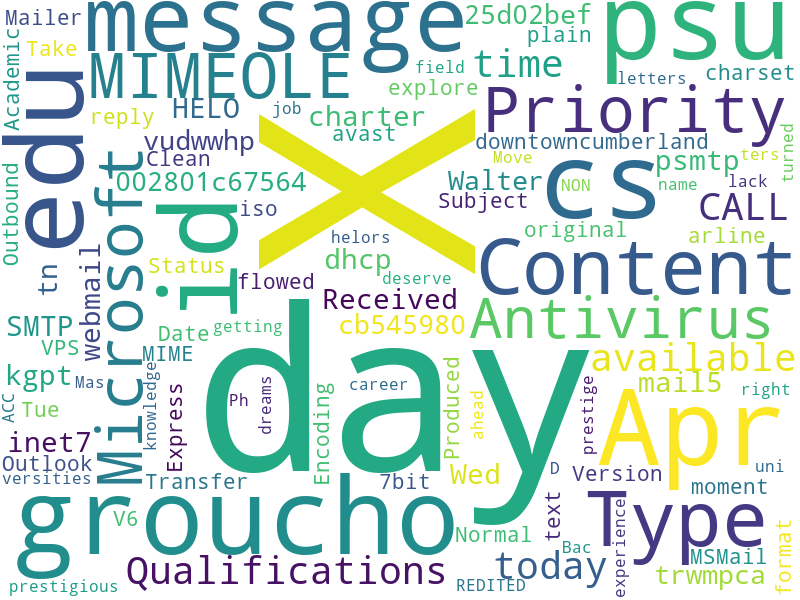 Mailer
message
25d02bef
psu
Take
plain
Academic
edu
MIMEOLE
field
time
letters
charset
explore
reply
HELO
job
charter
Priority
avast
vudwwhp
X
downtowncumberland
turned
Clean
cs
psmtp
ters
Move
Outbound
Microsoft
002801c67564
Walter
NON
name
lack
id
iso
Subject
CALL
tn
webmail
helors
original
arline
Status
dhcp
Content
flowed
deserve
Received
SMTP
Date
getting
cb545980
Antivirus
VPS
MIME
day
available
kgpt
Mas
knowledge
Express
Ph
dreams
career
Produced
ahead
mail5
right
ACC
Tue
Encoding
prestige
Apr
inet7
Outlook
versities
Transfer
7bit
Wed
D
Version
uni
moment
groucho
V6
Normal
text
Type
experience
format
Bac
MSMail
prestigious
Qualifications
REDITED
today
trwmpca